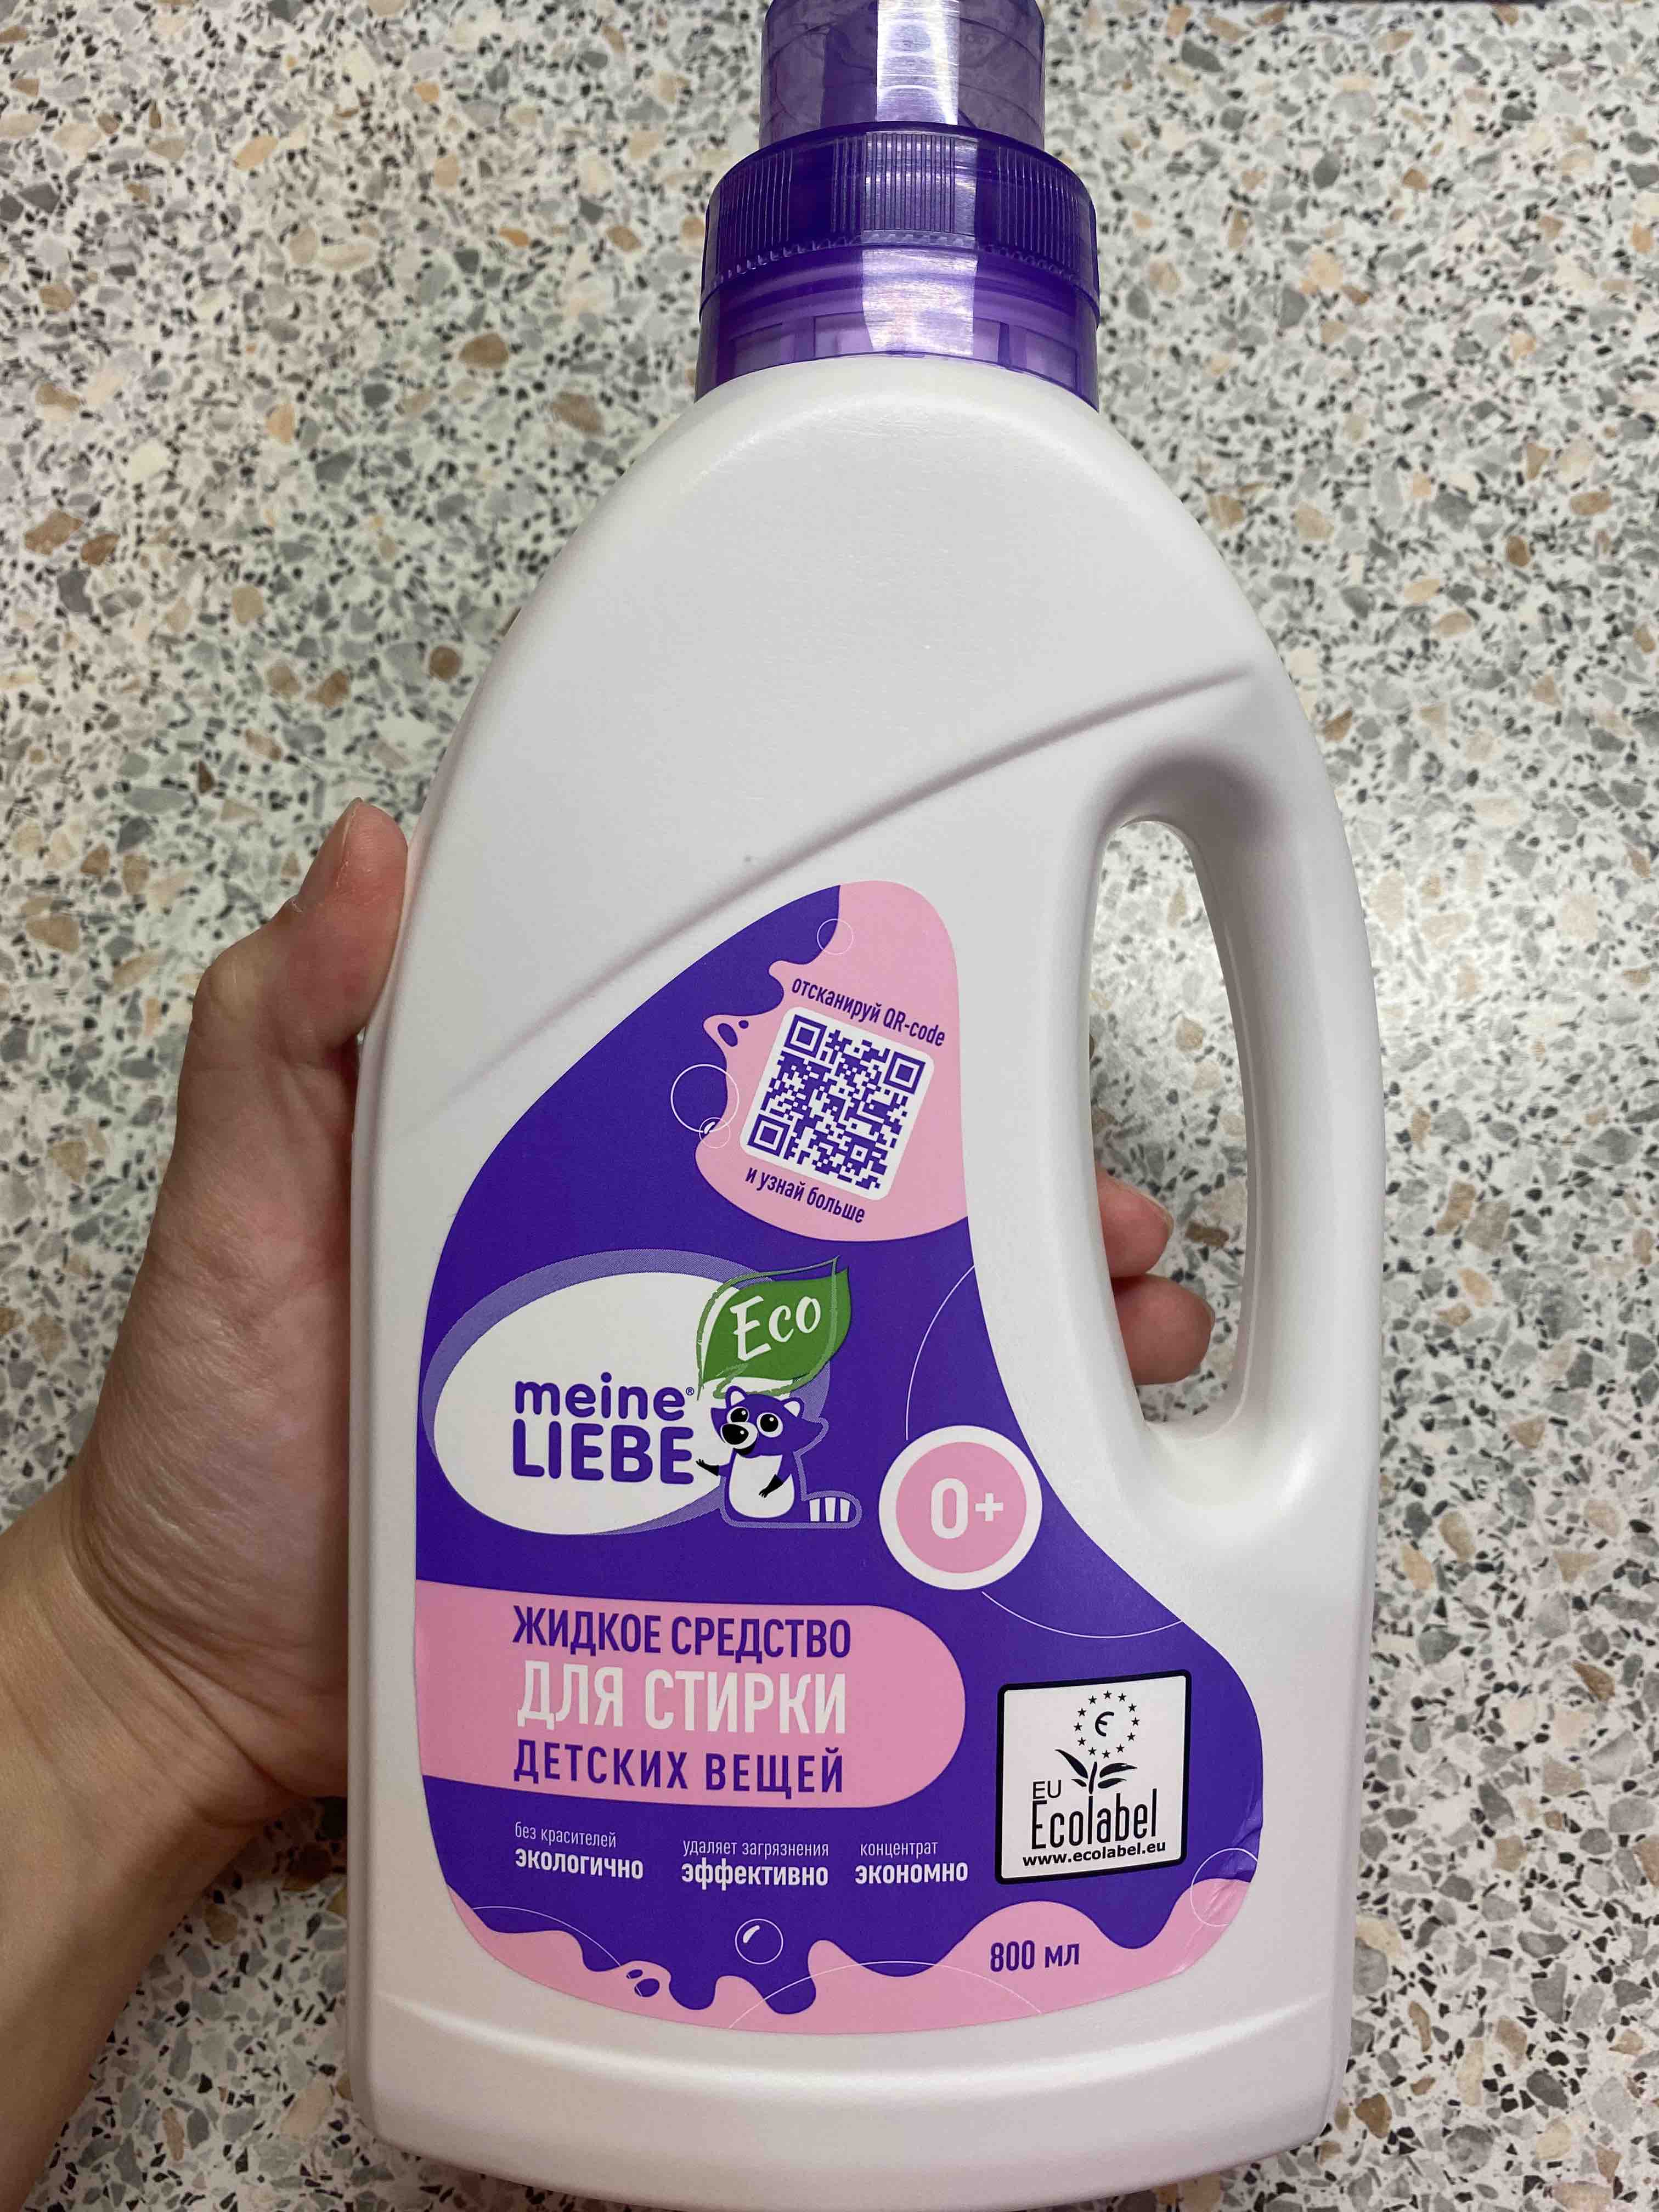 отсканируй QR-code
и узнай больше
Eco
meine®
LIEBE
0+
ЖИДКОЕ СРЕДСТВО
ДЛЯ СТИРКИ
ДЕТСКИХ ВЕЩЕЙ
без красителей
экологично
удаляет загрязнения
эффективно
концентрат
экономно
EU
Ecolabel
www.ecolabel.eu
800 мл